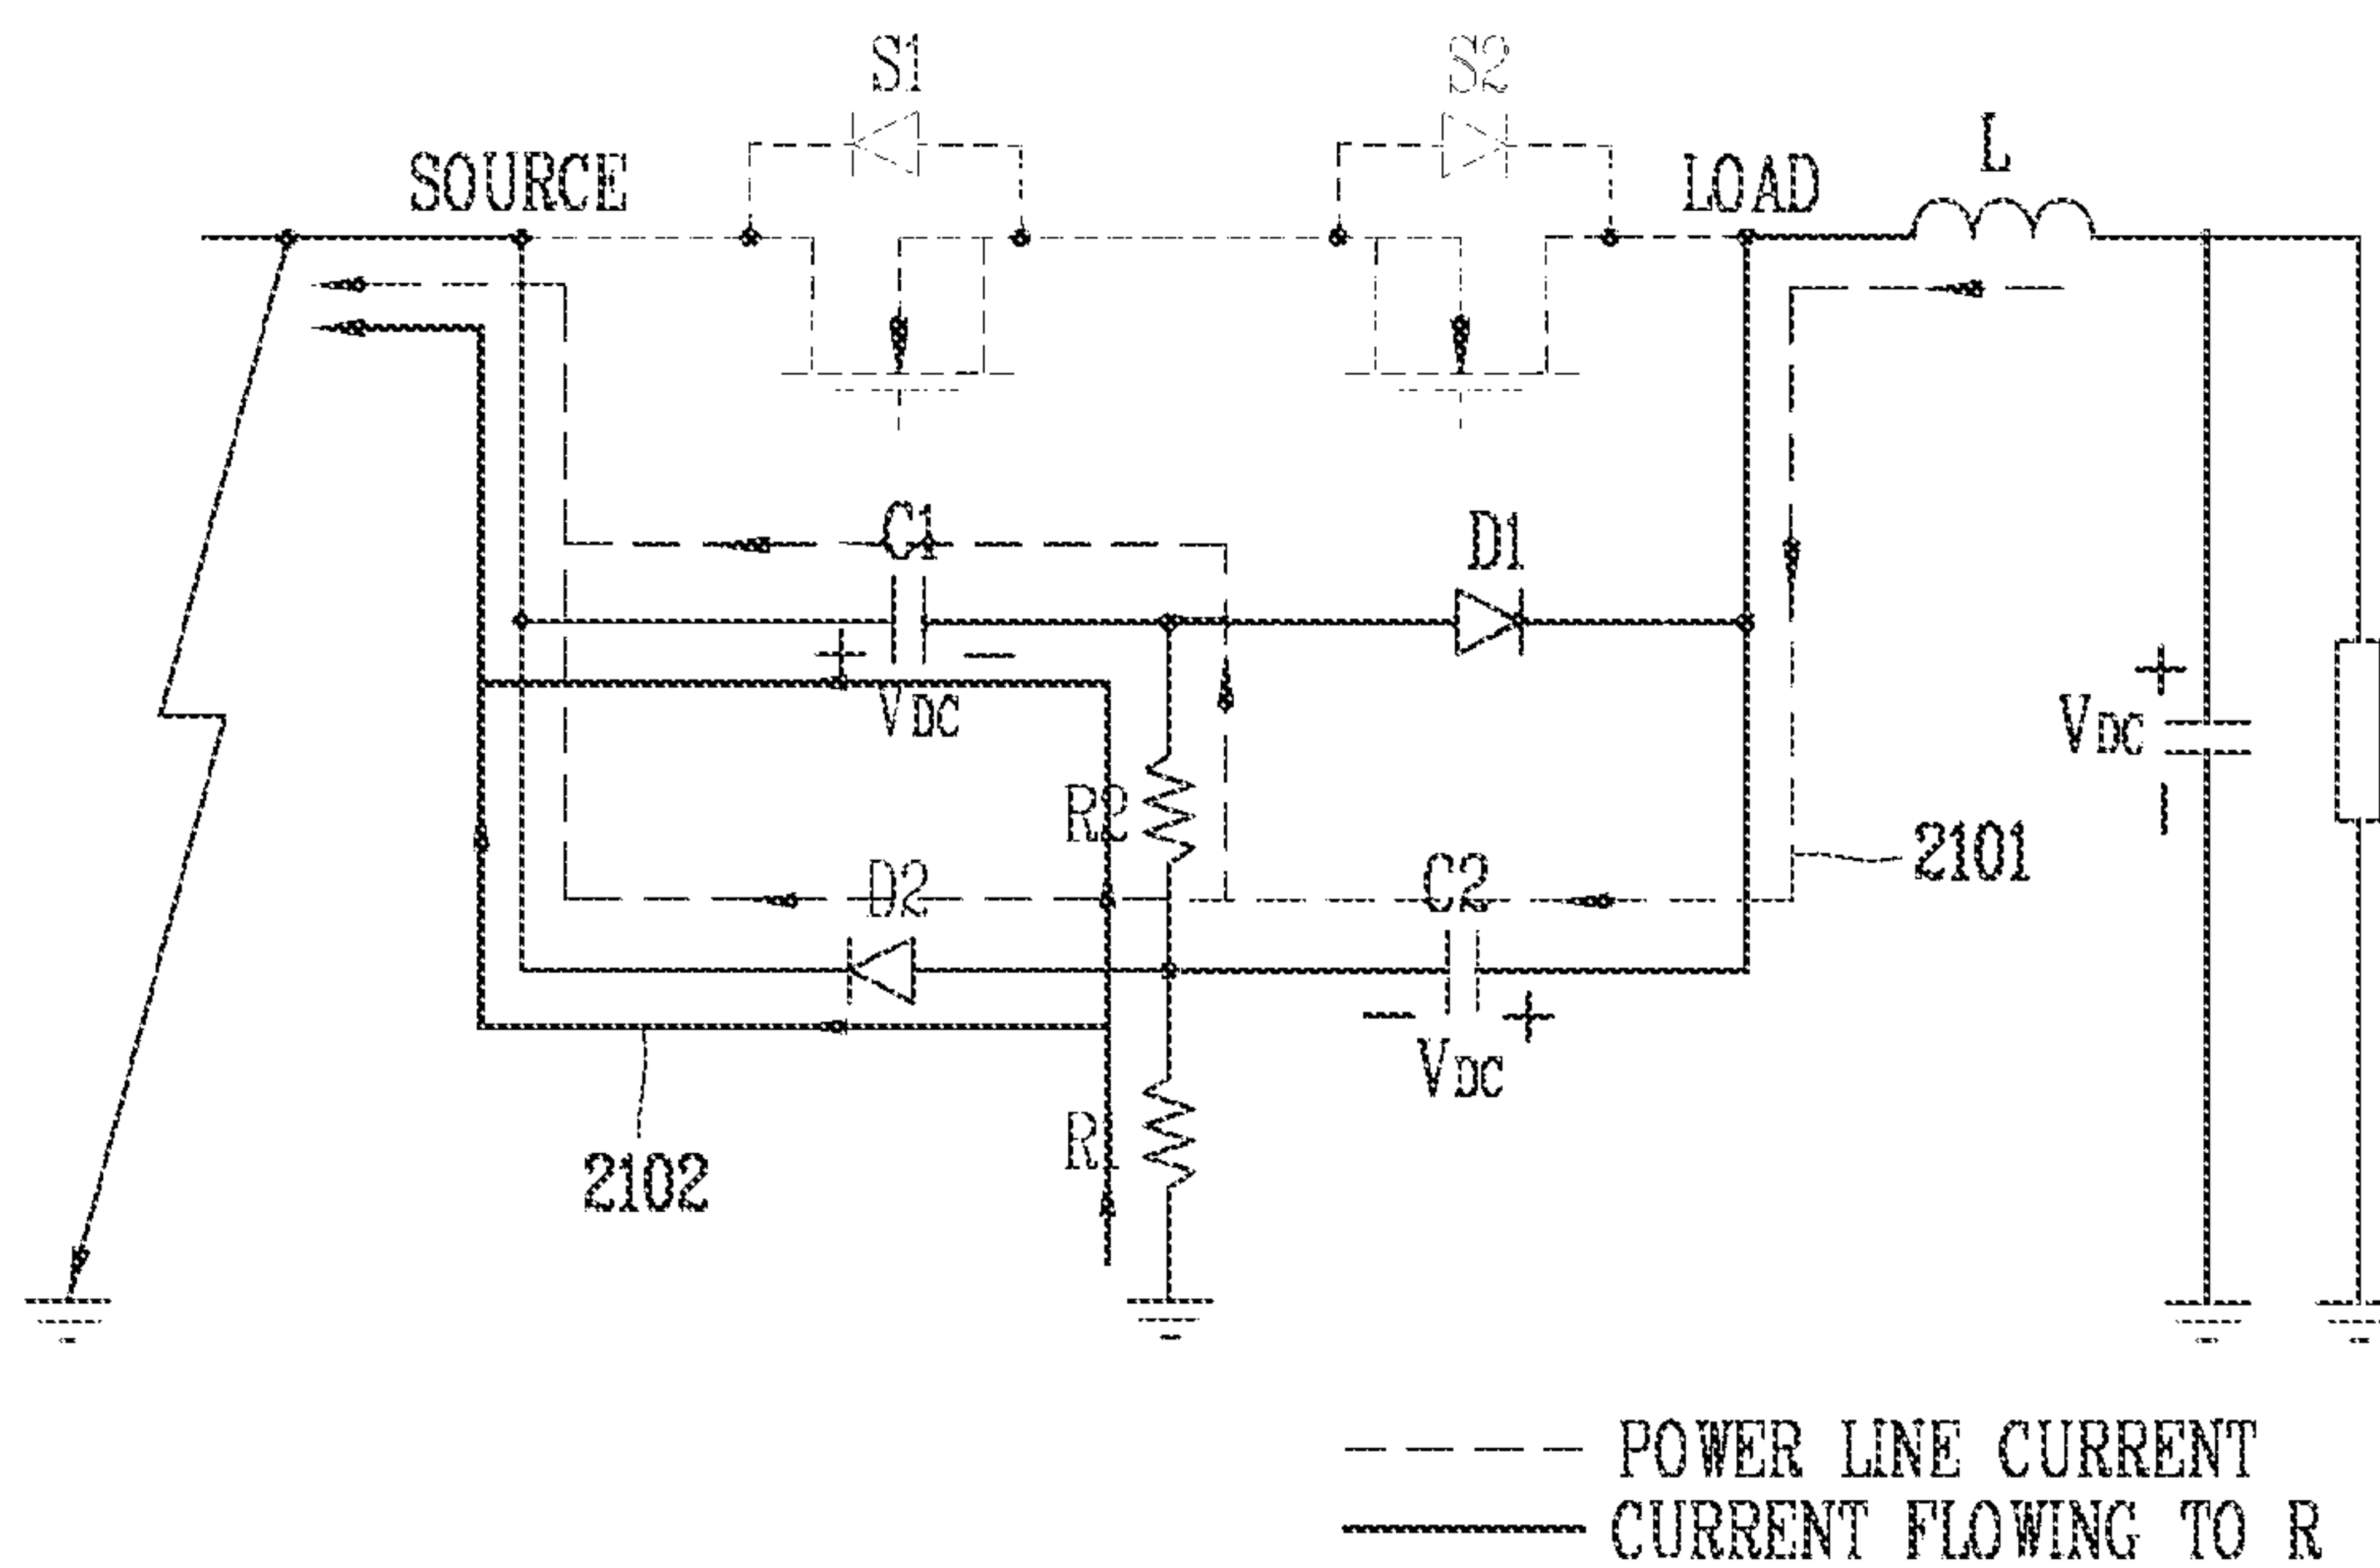 S1
S2
SOURCE
LOAD
L
C1
D1
+
−
VDC
+
VDC
−
R2
D2
C2
2101
−
+
VDC
R1
2102
POWER LINE CURRENT
CURRENT FLOWING TO R